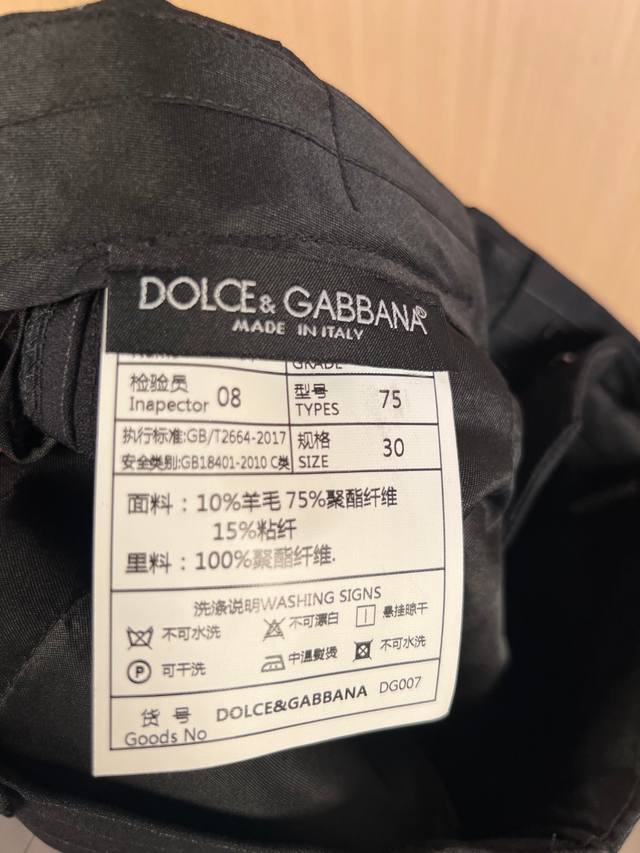 DOLCE & GABBANA®
MADE IN ITALY
GRADE
检验员
Inapector 08
型号
TYPES 75
执行标准:GB/T2664-2017
安全类别:GB18401-2010 C类
规格
SIZE 30
面料：10%羊毛 75%聚酯纤维
15%粘纤
里料：100%聚酯纤维.
洗涤说明WASHING SIGNS
不可水洗 不可漂白 悬挂晾干
P 可干洗 中温熨烫 不可水洗
货号 DOLCE&GABBANA DG007
Goods No